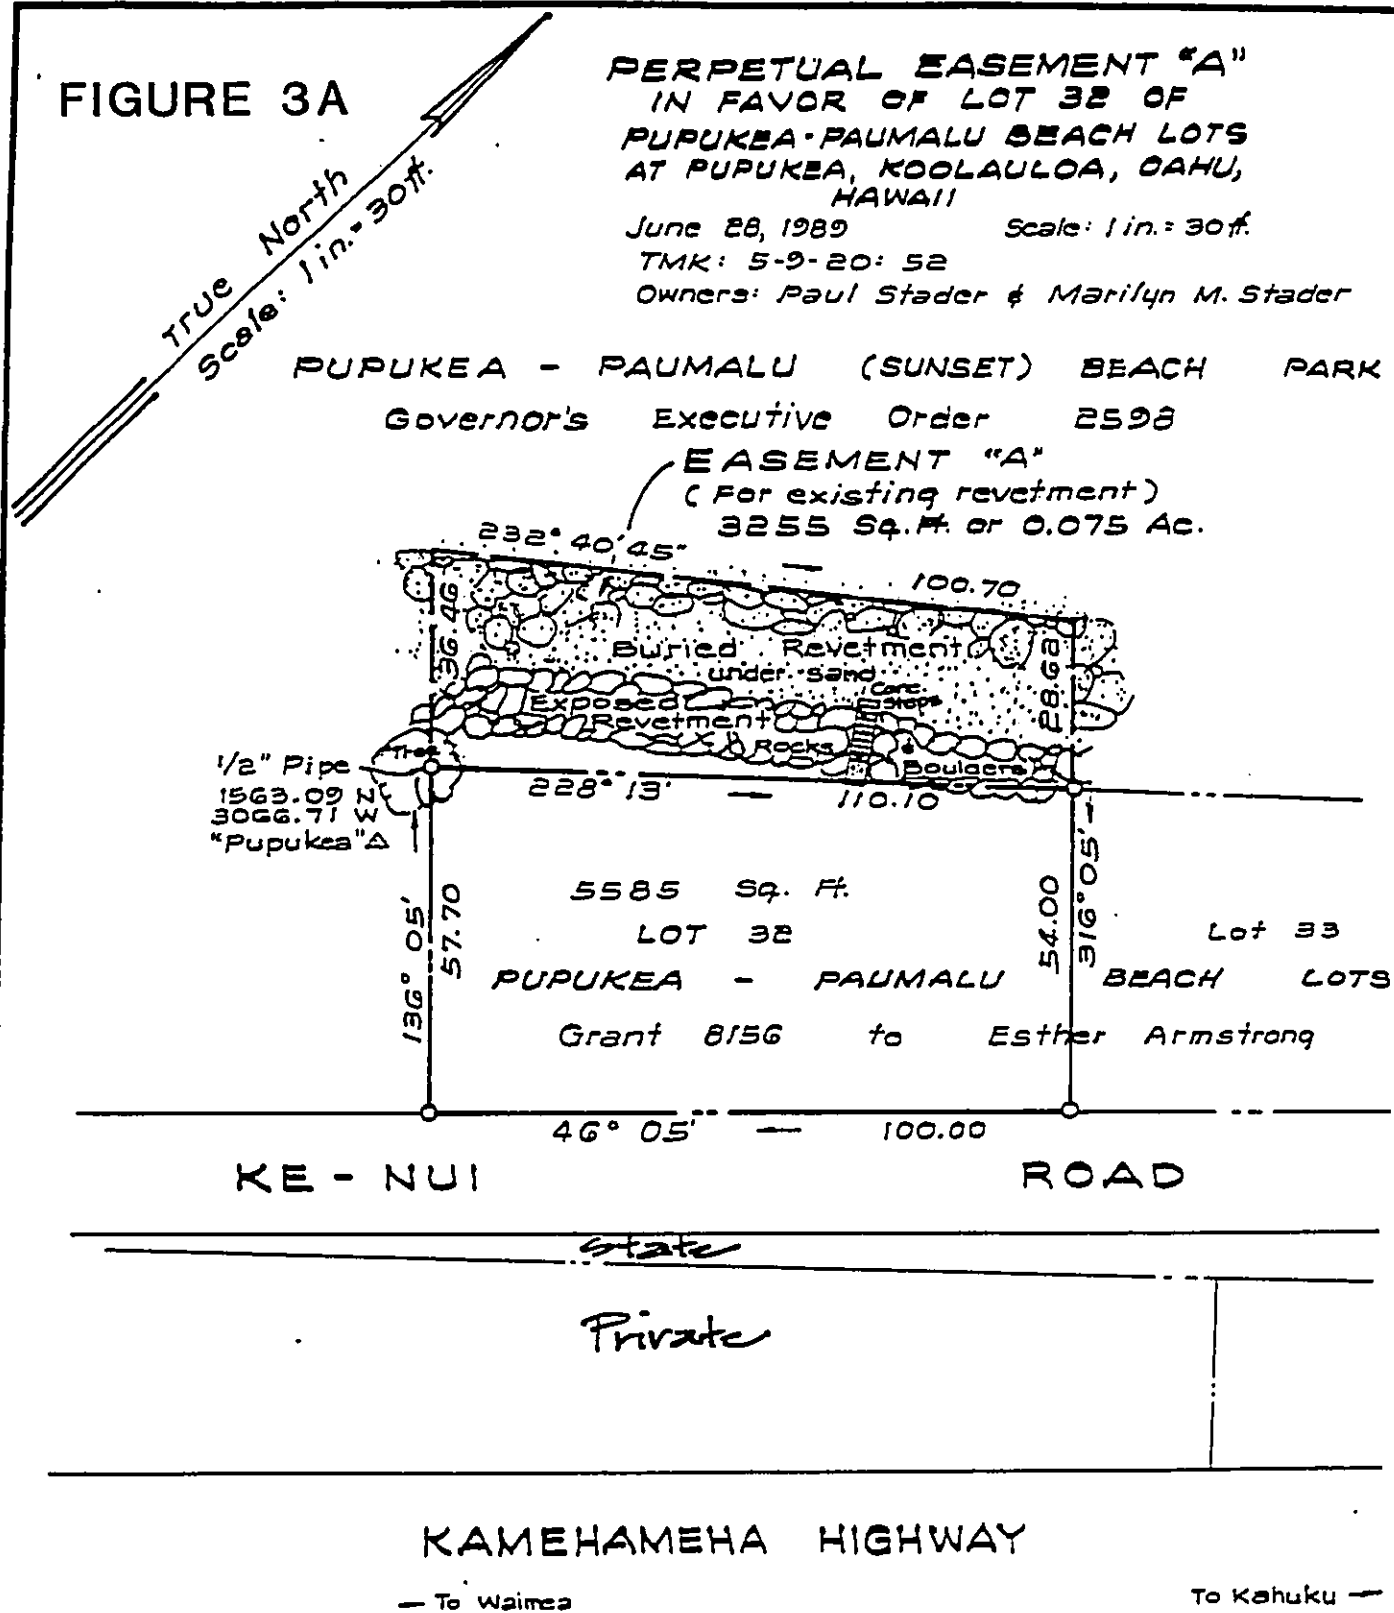 FIGURE 3A
PERPETUAL EASEMENT "A"
IN FAVOR OF LOT 32 OF
PUPUKEA-PAUMALU BEACH LOTS
AT PUPUKEA, KOOLAULOA, OAHU,
HAWAII
June 28, 1989 Scale: 1 in. = 30 ft.
TMK: 5-9-20: 52
Owners: Paul Stader & Marilyn M. Stader
True North
Scale: 1 in. = 30 ft.
PUPUKEA - PAUMALU (SUNSET) BEACH PARK
Governor's Executive Order 2598
EASEMENT "A"
(For existing revetment)
3255 Sq. Ft. or 0.075 Ac.
232° 40' 45" 100.70
36.46
Buried Revetment
under sand
28.62
Conc.
Steps
Exposed
Revetment
Rocks &
Boulders
Tree
1/2" Pipe
1563.09 N
3066.71 W
"Pupukea" Δ
228° 13' 110.10
136° 05'
57.70
5585 Sq. Ft.
LOT 32
54.00
316° 05'
Lot 33
PUPUKEA - PAUMALU BEACH LOTS
Grant 8156 to Esther Armstrong
46° 05' 100.00
KE - NUI ROAD
State
Private
KAMEHAMEHA HIGHWAY
To Waimea
To Kahuku